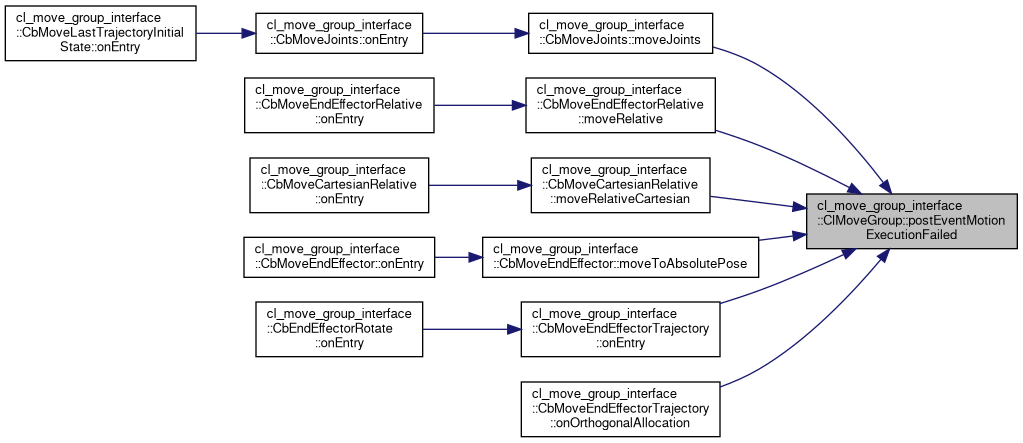 cl_move_group_interface
::CbMoveLastTrajectoryInitial
State::onEntry
cl_move_group_interface
::CbMoveJoints::onEntry
cl_move_group_interface
::CbMoveJoints::moveJoints
cl_move_group_interface
::CbMoveEndEffectorRelative
::onEntry
cl_move_group_interface
::CbMoveEndEffectorRelative
::moveRelative
cl_move_group_interface
::CbMoveCartesianRelative
::onEntry
cl_move_group_interface
::CbMoveCartesianRelative
::moveRelativeCartesian
cl_move_group_interface
::ClMoveGroup::postEventMotion
ExecutionFailed
cl_move_group_interface
::CbMoveEndEffector::onEntry
cl_move_group_interface
::CbMoveEndEffector::moveToAbsolutePose
cl_move_group_interface
::CbEndEffectorRotate
::onEntry
cl_move_group_interface
::CbMoveEndEffectorTrajectory
::onEntry
cl_move_group_interface
::CbMoveEndEffectorTrajectory
::onOrthogonalAllocation